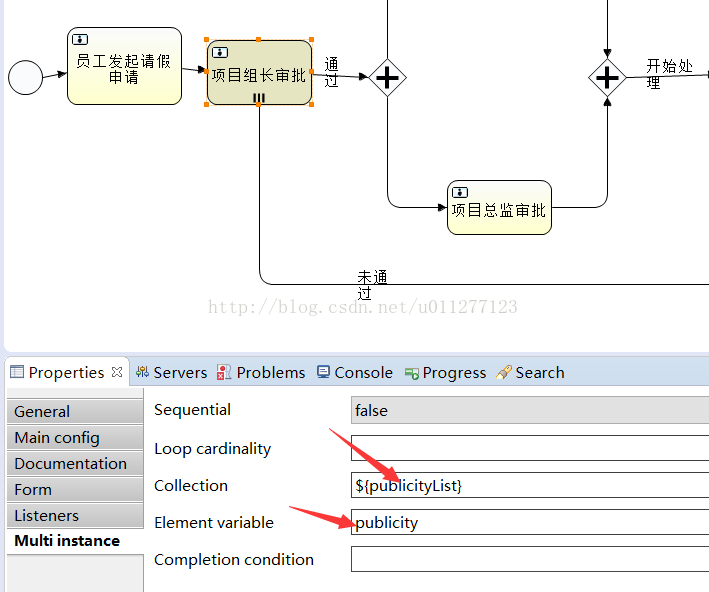 员工发起请假
申请
项目组长审批
通
过
开始处
理
项目总监审批
未通
过
http://blog.csdn.net/u011277123
Properties Servers Problems Console Progress Search
General
Main config
Documentation
Form
Listeners
Multi instance
Sequential false
Loop cardinality
Collection ${publicityList}
Element variable publicity
Completion condition